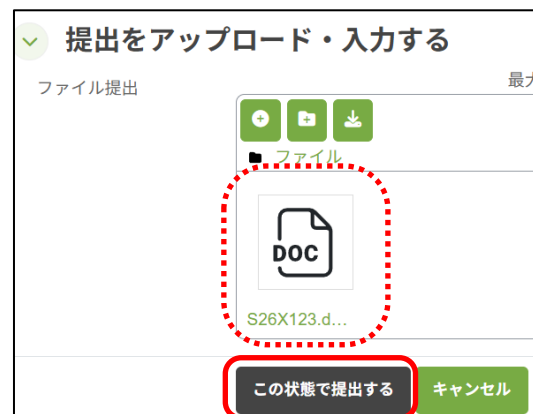 提出をアップロード・入力する
ファイル提出
最大
ファイル
DOC
S26X123.d...
この状態で提出する
キャンセル